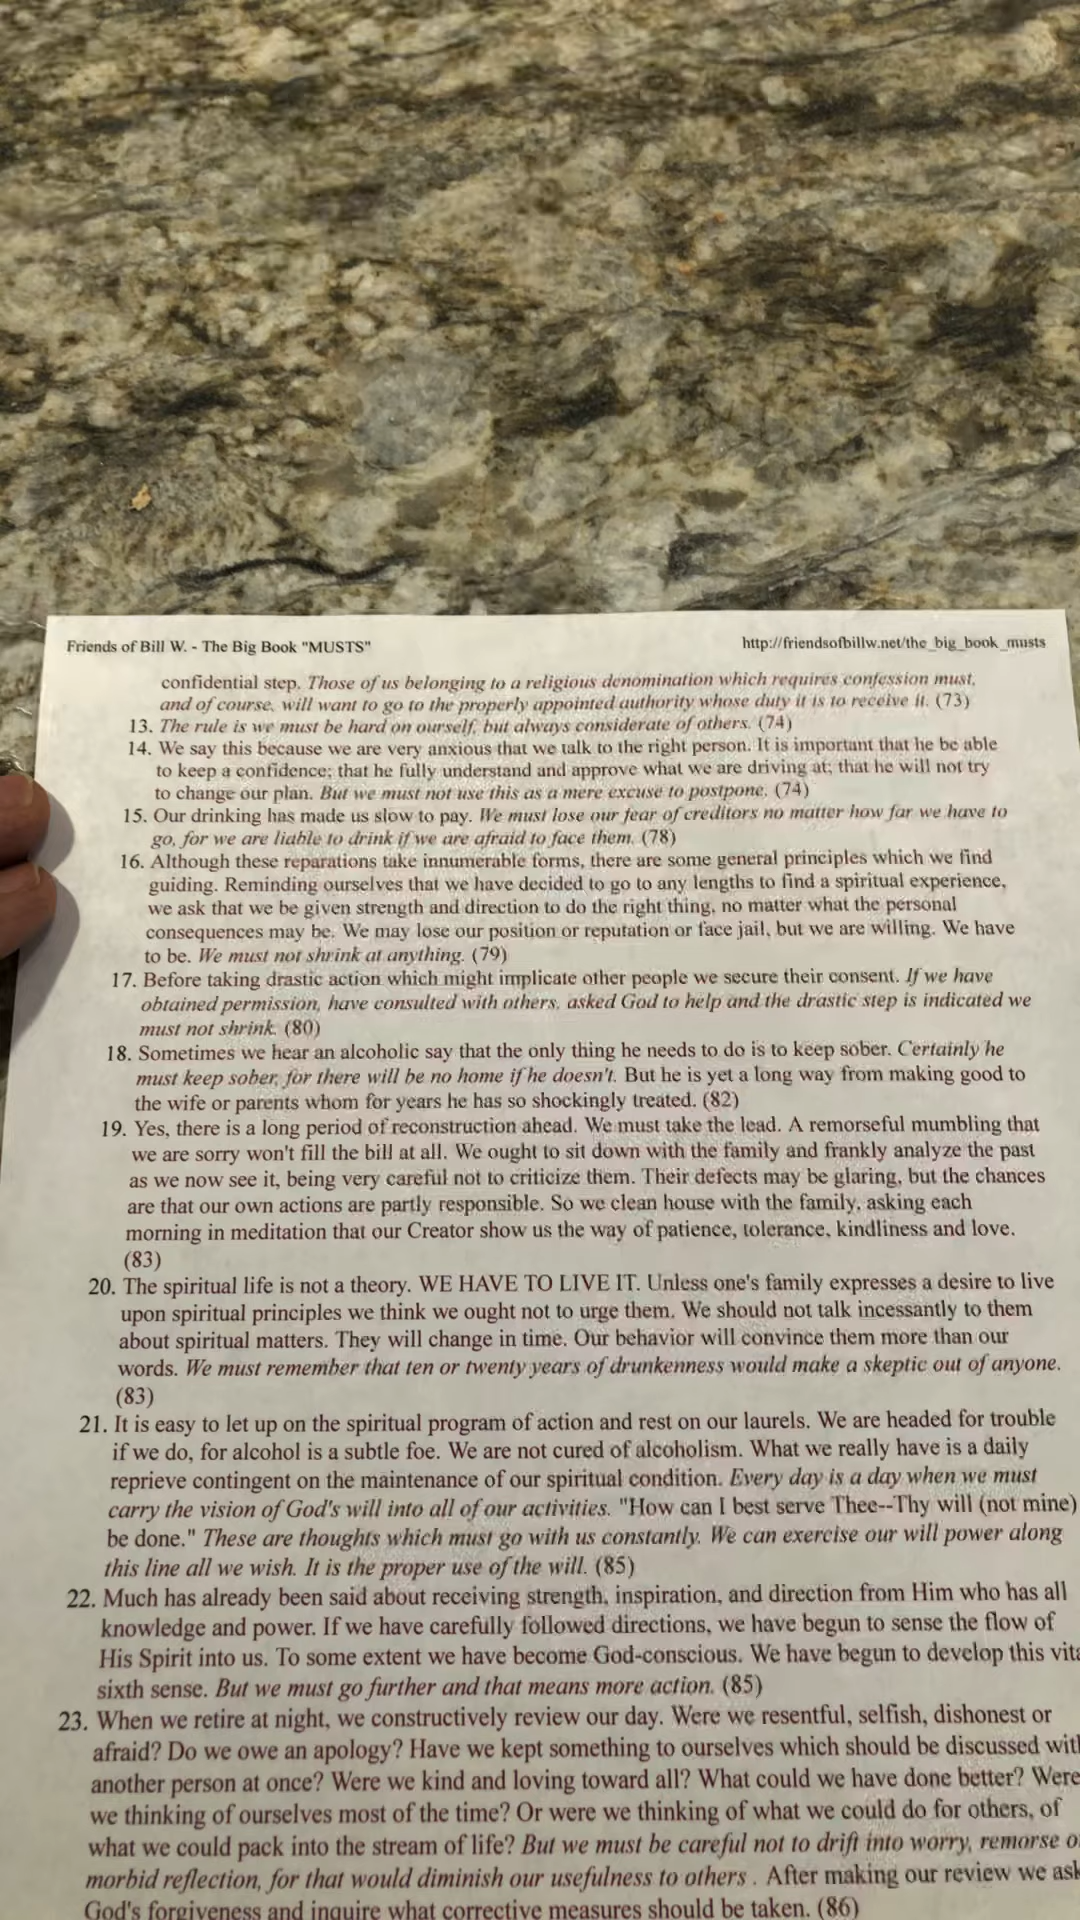 Friends of Bill W. - The Big Book "MUSTS"
http://friendsofbillw.net/the_big_book_musts
confidential step. Those of us belonging to a religious denomination which requires confession must,
and of course, will want to go to the properly appointed authority whose duty it is to receive it. (73)
13. The rule is we must be hard on ourself, but always considerate of others. (74)
14. We say this because we are very anxious that we talk to the right person. It is important that he be able
to keep a confidence; that he fully understand and approve what we are driving at; that he will not try
to change our plan. But we must not use this as a mere excuse to postpone. (74)
15. Our drinking has made us slow to pay. We must lose our fear of creditors no matter how far we have to
go, for we are liable to drink if we are afraid to face them. (78)
16. Although these reparations take innumerable forms, there are some general principles which we find
guiding. Reminding ourselves that we have decided to go to any lengths to find a spiritual experience,
we ask that we be given strength and direction to do the right thing, no matter what the personal
consequences may be. We may lose our position or reputation or face jail, but we are willing. We have
to be. We must not shrink at anything. (79)
17. Before taking drastic action which might implicate other people we secure their consent. If we have
obtained permission, have consulted with others, asked God to help and the drastic step is indicated we
must not shrink. (80)
18. Sometimes we hear an alcoholic say that the only thing he needs to do is to keep sober. Certainly he
must keep sober, for there will be no home if he doesn't. But he is yet a long way from making good to
the wife or parents whom for years he has so shockingly treated. (82)
19. Yes, there is a long period of reconstruction ahead. We must take the lead. A remorseful mumbling that
we are sorry won't fill the bill at all. We ought to sit down with the family and frankly analyze the past
as we now see it, being very careful not to criticize them. Their defects may be glaring, but the chances
are that our own actions are partly responsible. So we clean house with the family, asking each
morning in meditation that our Creator show us the way of patience, tolerance, kindliness and love.
(83)
20. The spiritual life is not a theory. WE HAVE TO LIVE IT. Unless one's family expresses a desire to live
upon spiritual principles we think we ought not to urge them. We should not talk incessantly to them
about spiritual matters. They will change in time. Our behavior will convince them more than our
words. We must remember that ten or twenty years of drunkenness would make a skeptic out of anyone.
(83)
21. It is easy to let up on the spiritual program of action and rest on our laurels. We are headed for trouble
if we do, for alcohol is a subtle foe. We are not cured of alcoholism. What we really have is a daily
reprieve contingent on the maintenance of our spiritual condition. Every day is a day when we must
carry the vision of God's will into all of our activities. "How can I best serve Thee--Thy will (not mine)
be done." These are thoughts which must go with us constantly. We can exercise our will power along
this line all we wish. It is the proper use of the will. (85)
22. Much has already been said about receiving strength, inspiration, and direction from Him who has all
knowledge and power. If we have carefully followed directions, we have begun to sense the flow of
His Spirit into us. To some extent we have become God-conscious. We have begun to develop this vita
sixth sense. But we must go further and that means more action. (85)
23. When we retire at night, we constructively review our day. Were we resentful, selfish, dishonest or
afraid? Do we owe an apology? Have we kept something to ourselves which should be discussed with
another person at once? Were we kind and loving toward all? What could we have done better? Were
we thinking of ourselves most of the time? Or were we thinking of what we could do for others, of
what we could pack into the stream of life? But we must be careful not to drift into worry, remorse o
morbid reflection, for that would diminish our usefulness to others . After making our review we ask
God's forgiveness and inquire what corrective measures should be taken. (86)